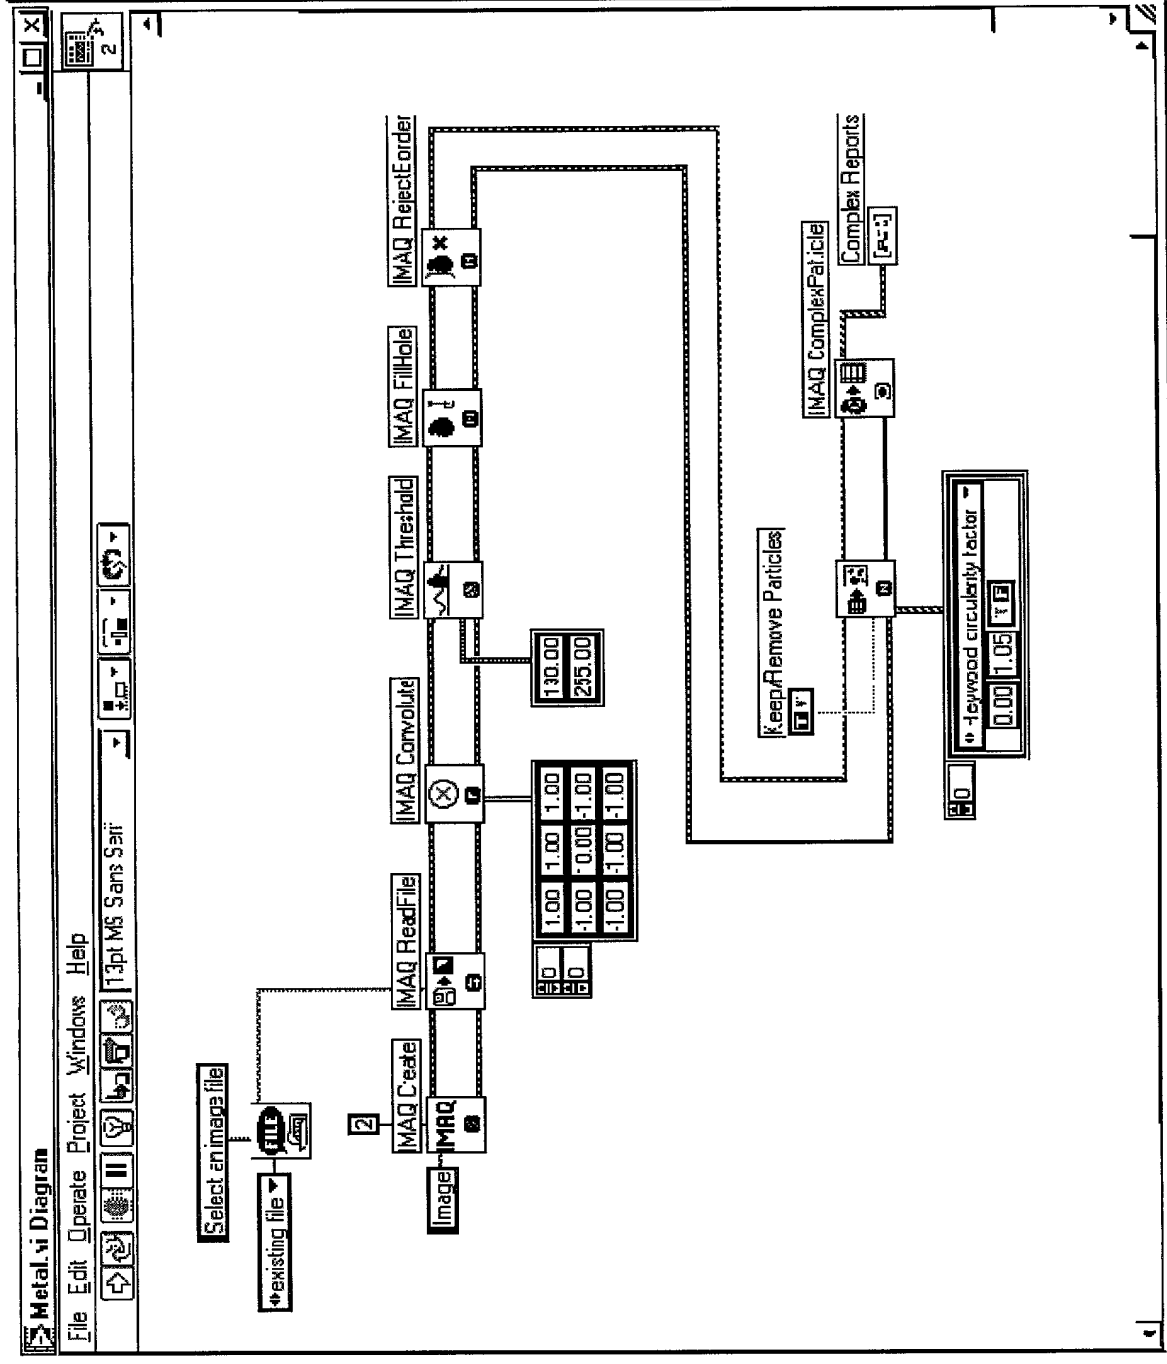 Metal.vi Diagram
2
File Edit Operate Project Windows Help
13pt MS Sans Serif
Select an image file
existing file
2
Image
IMAQ Create
IMAQ
IMAQ ReadFile
IMAQ Convolute
IMAQ Threshold
IMAQ FillHole
IMAQ RejectBorder
FILE
0
0
1.00 1.00 1.00
-1.00 0.00 -1.00
-1.00 -1.00 -1.00
255.00
Keep/Remove Particles
T F
IMAQ ComplexParticle
Complex Reports
0
Heywood circularity factor
0.00 1.05 T F